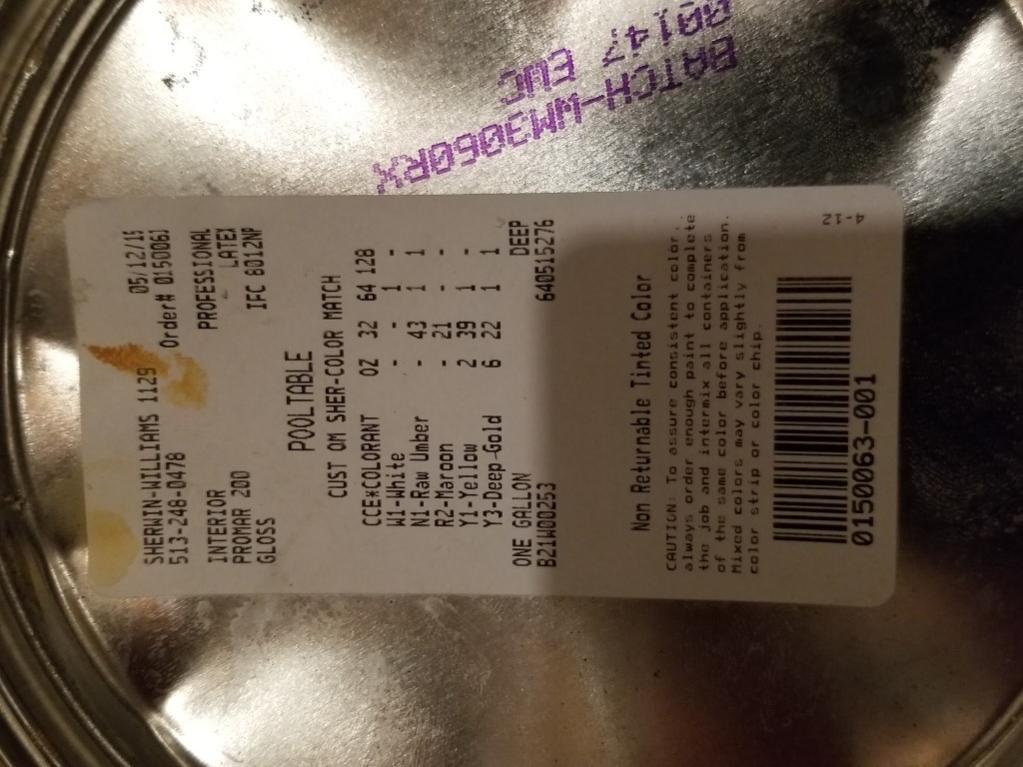 SHERWIN-WILLIAMS 1129 05/12/15
513-248-0478 Order# 0150063
INTERIOR PROFESSIONAL
PROMAR 200 LATEX
GLOSS IFC 8012NP
POOLTABLE
CUST OM SHER-COLOR MATCH
CCE*COLORANT OZ 32 64 128
W1-White - - 1 -
N1-Raw Umber - 43 1 1
R2-Maroon - 21 - -
Y1-Yellow 2 39 1 -
Y3-Deep Gold 6 22 1 1
ONE GALLON DEEP
B21W00253 640515276
Non Returnable Tinted Color
CAUTION: To assure consistent color,
always order enough paint to complete
the job and intermix all containers
of the same color before application.
Mixed colors may vary slightly from
color strip or color chip.
0150063-001
4-12
BATCH-WM3060RX
00147
EWC